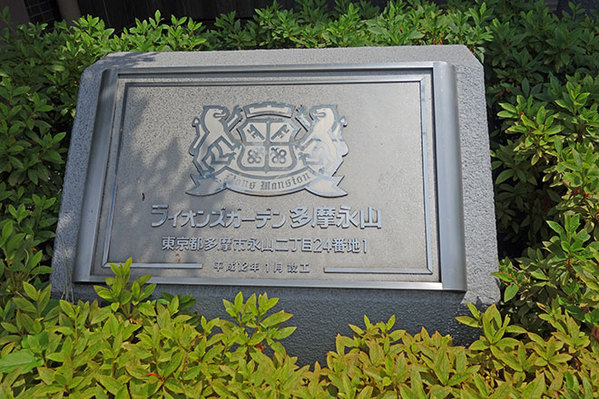 Lions Mansion
ライオンズガーデン多摩永山
東京都多摩市永山二丁目24番地1
平成12年1月竣工